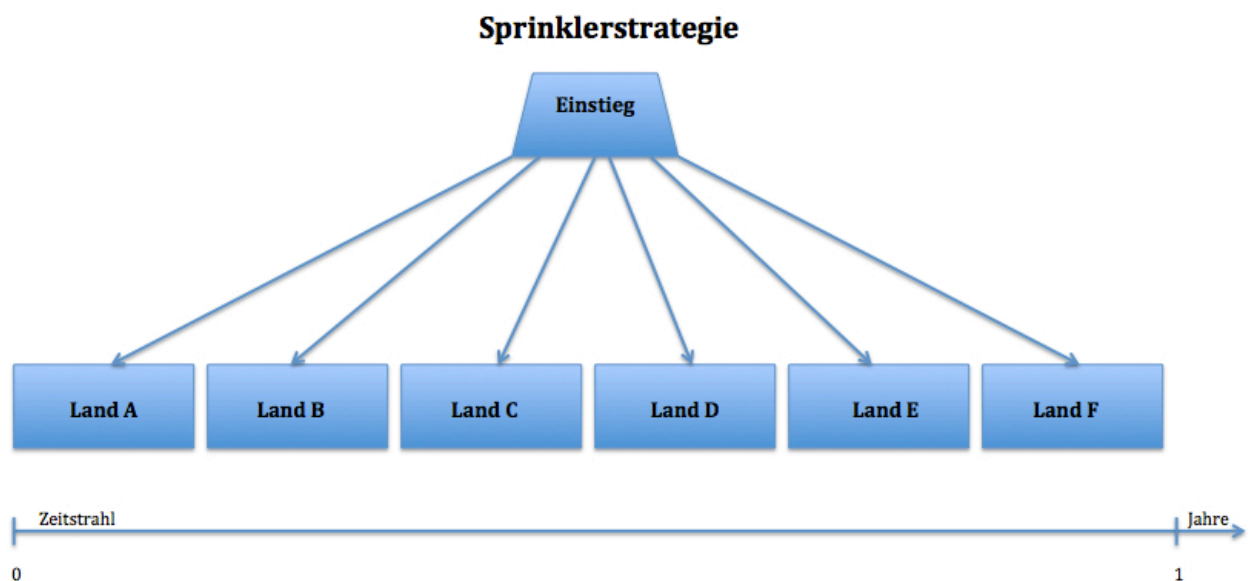 Sprinklerstrategie
Einstieg
Land A
Land B
Land C
Land D
Land E
Land F
Zeitstrahl
Jahre
0
1